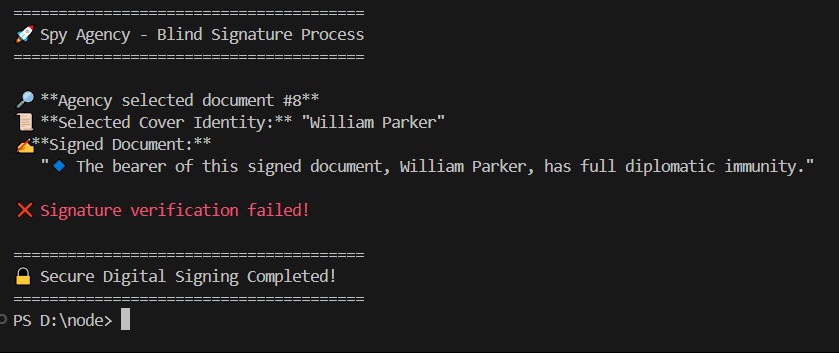 =======================================
🚀 Spy Agency - Blind Signature Process
=======================================
🔎 **Agency selected document #8**
📜 **Selected Cover Identity:** "William Parker"
✍️**Signed Document:**
"🔹 The bearer of this signed document, William Parker, has full diplomatic immunity."
❌ Signature verification failed!
=======================================
🔒 Secure Digital Signing Completed!
=======================================
PS D:\node>